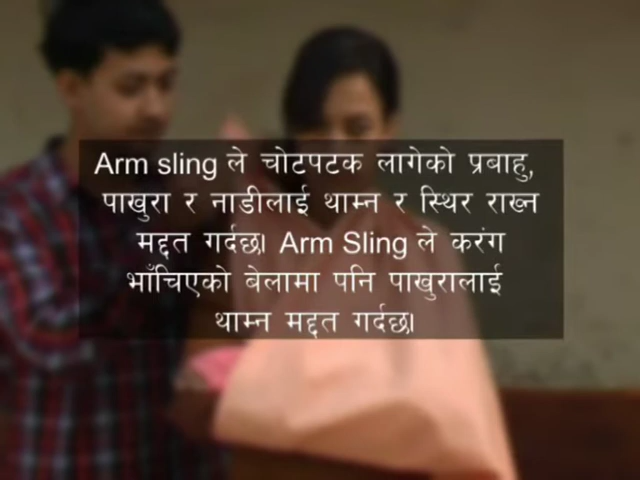 Arm sling ले चोटपटक लागेको प्रबाहु,
पाखुरा र नाडीलाई थाम्न र स्थिर राख्न
मद्दत गर्दछ। Arm Sling ले करंग
भाँचिएको बेलामा पनि पाखुरालाई
थाम्न मद्दत गर्दछ।